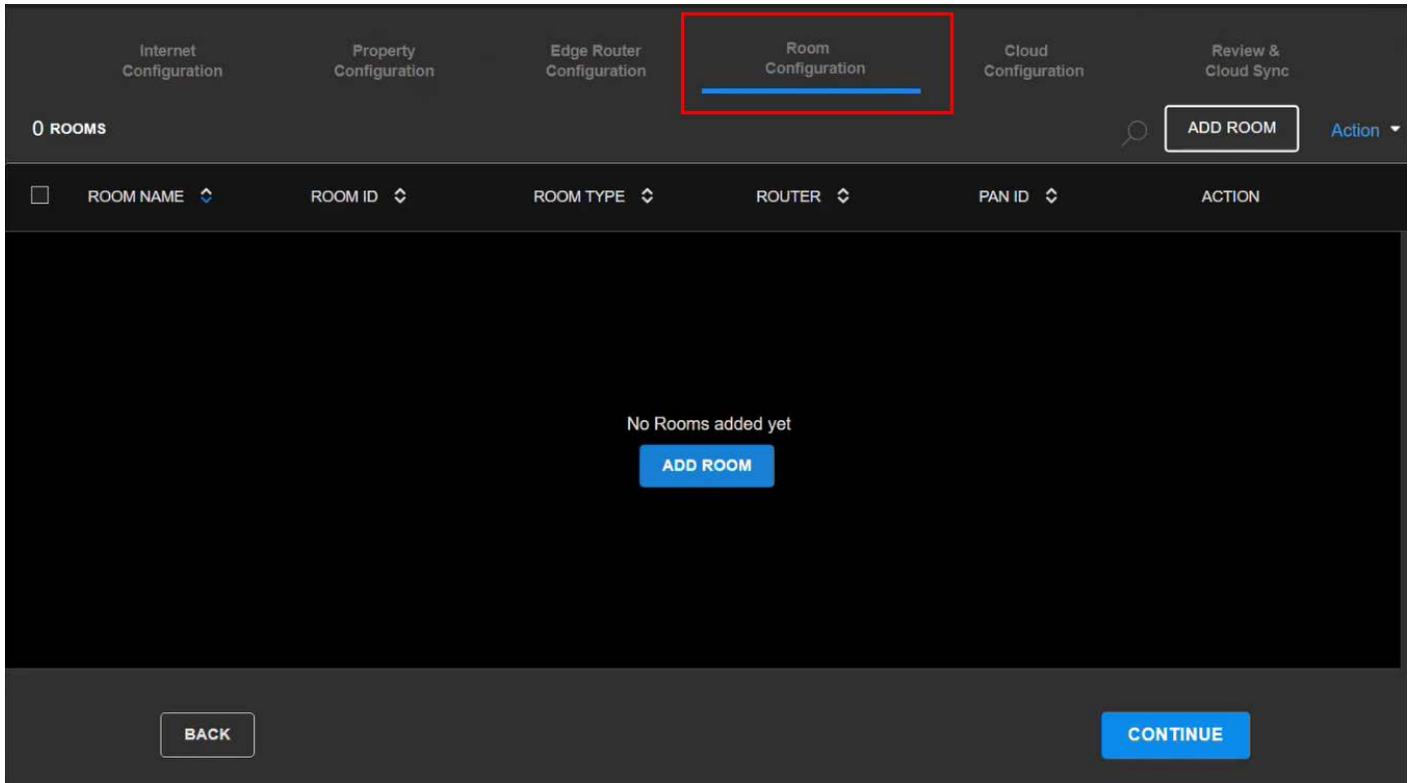 Internet
Configuration
Property
Configuration
Edge Router
Configuration
Room
Configuration
Cloud
Configuration
Review &
Cloud Sync
0 ROOMS
ADD ROOM
Action
ROOM NAME
ROOM ID
ROOM TYPE
ROUTER
PAN ID
ACTION
No Rooms added yet
ADD ROOM
BACK
CONTINUE